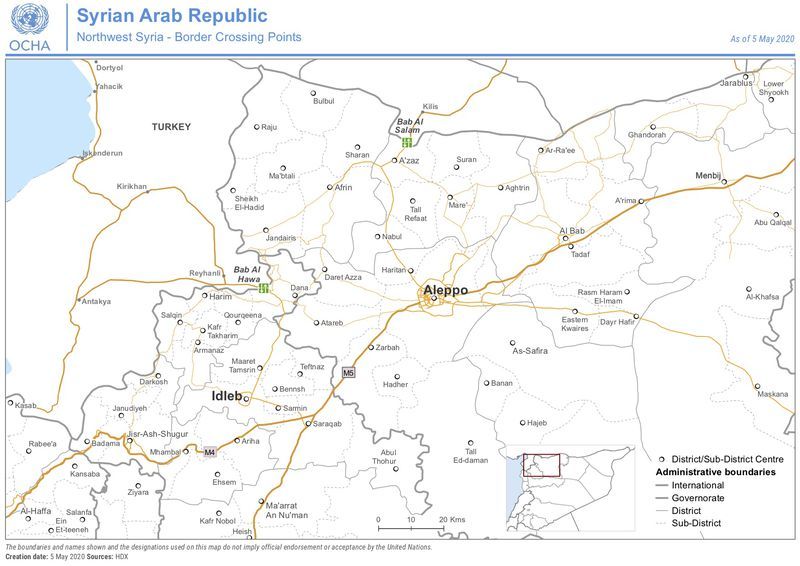 OCHA
Syrian Arab Republic
Northwest Syria - Border Crossing Points
As of 5 May 2020
Dortyol
Yahacik
TURKEY
Iskenderun
Kirikhan
Reyhanli
Antakya
Kilis
Bab Al
Salam
Bab Al
Hawa
Bulbul
Raju
Sharan
Ma'btali
Afrin
Sheikh
El-Hadid
Jandairis
A'zaz
Suran
Ar-Ra'ee
Aghtrin
Mare'
Tall
Refaat
Nabul
Haritan
Daret Azza
Aleppo
Jarablus
Lower
Shyookh
Ghandorah
Menbij
A'rima
Al Bab
Tadaf
Abu Qalqal
Al-Khafsa
Rasm Haram
El-Imam
Eastern
Kwaires
Dayr Hafir
As-Safira
Banan
Hajeb
Maskana
Dana
Harim
Salqin
Qourqeena
Kafr
Takharim
Armanaz
Atareb
Zarbah
Maaret
Tamsrin
Teftnaz
M5
Hadher
Darkosh
Bennsh
Idleb
Sarmin
Saraqab
Janudiyeh
Jisr-Ash-Shugur
Mhambal
M4
Ariha
Badama
Kasab
Rabee'a
Kansaba
Ziyara
Ehsem
Abul
Thohur
Tall
Ed-daman
Al-Haffa
Salanfa
Ein
Et-teeneh
Kafr Nobol
Ma'arrat
An Nu'man
Heish
0 10 20 Kms
District/Sub-District Centre
Administrative boundaries
International
Governorate
District
Sub-District
The boundaries and names shown and the designations used on this map do not imply official endorsement or acceptance by the United Nations.
Creation date: 5 May 2020 Sources: HDX